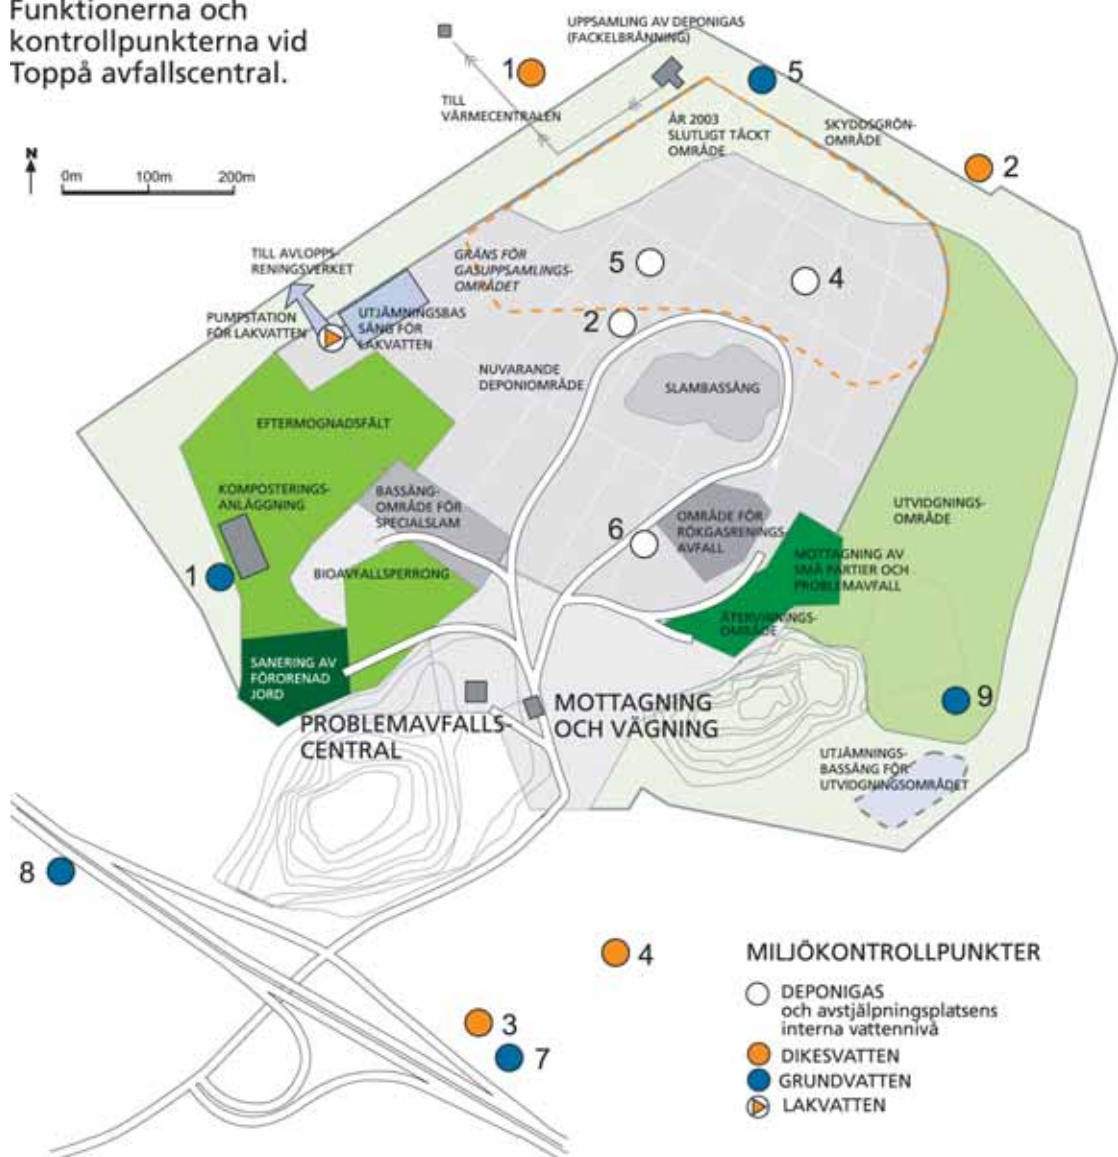 Funktionerna och
kontrollpunkterna vid
Toppå avfallscentral.
UPPSAMLING AV DEPONIGAS
(FACKELBRÄNNING)
1
5
TILL
VÄRMECENTRALEN
ÅR 2003
SLUTLIGT TÄCKT
OMRÅDE
SKYDDSGRÖN-
OMRÅDE
2
N
0m 100m 200m
TILL AVLOPPS-
RENINGSVERKET
GRÄNS FÖR
GASUPPSAMLINGS-
OMRÅDET
5
4
PUMPSTATION
FÖR LAKVATTEN
UTJÄMNINGSBAS
SÄNG FÖR
LAKVATTEN
2
NUVARANDE
DEPONIOMRÅDE
SLAMBASSÄNG
EFTERMOGNADSFÄLT
KOMPOSTERINGS-
ANLÄGGNING
BASSÄNG-
OMRÅDE FÖR
SPECIALSLAM
UTVIDGNINGS-
OMRÅDE
6
OMRÅDE FÖR
RÖKGASRENINGS-
AVFALL
MOTTAGNING AV
SMÅ PARTIER OCH
PROBLEMAVFALL
1
BIOAVFALLSPERRONG
ÅTERVINNINGS-
OMRÅDE
SANERING AV
FÖRORENAD
JORD
PROBLEMAVFALLS-
CENTRAL
MOTTAGNING
OCH VÄGNING
9
UTJÄMNINGS-
BASSÄNG FÖR
UTVIDGNINGSOMRÅDET
8
4
3
7
MILJÖKONTROLLPUNKTER
DEPONIGAS
och avstjälpningsplatsens
interna vattennivå
DIKESVATTEN
GRUNDVATTEN
LAKVATTEN